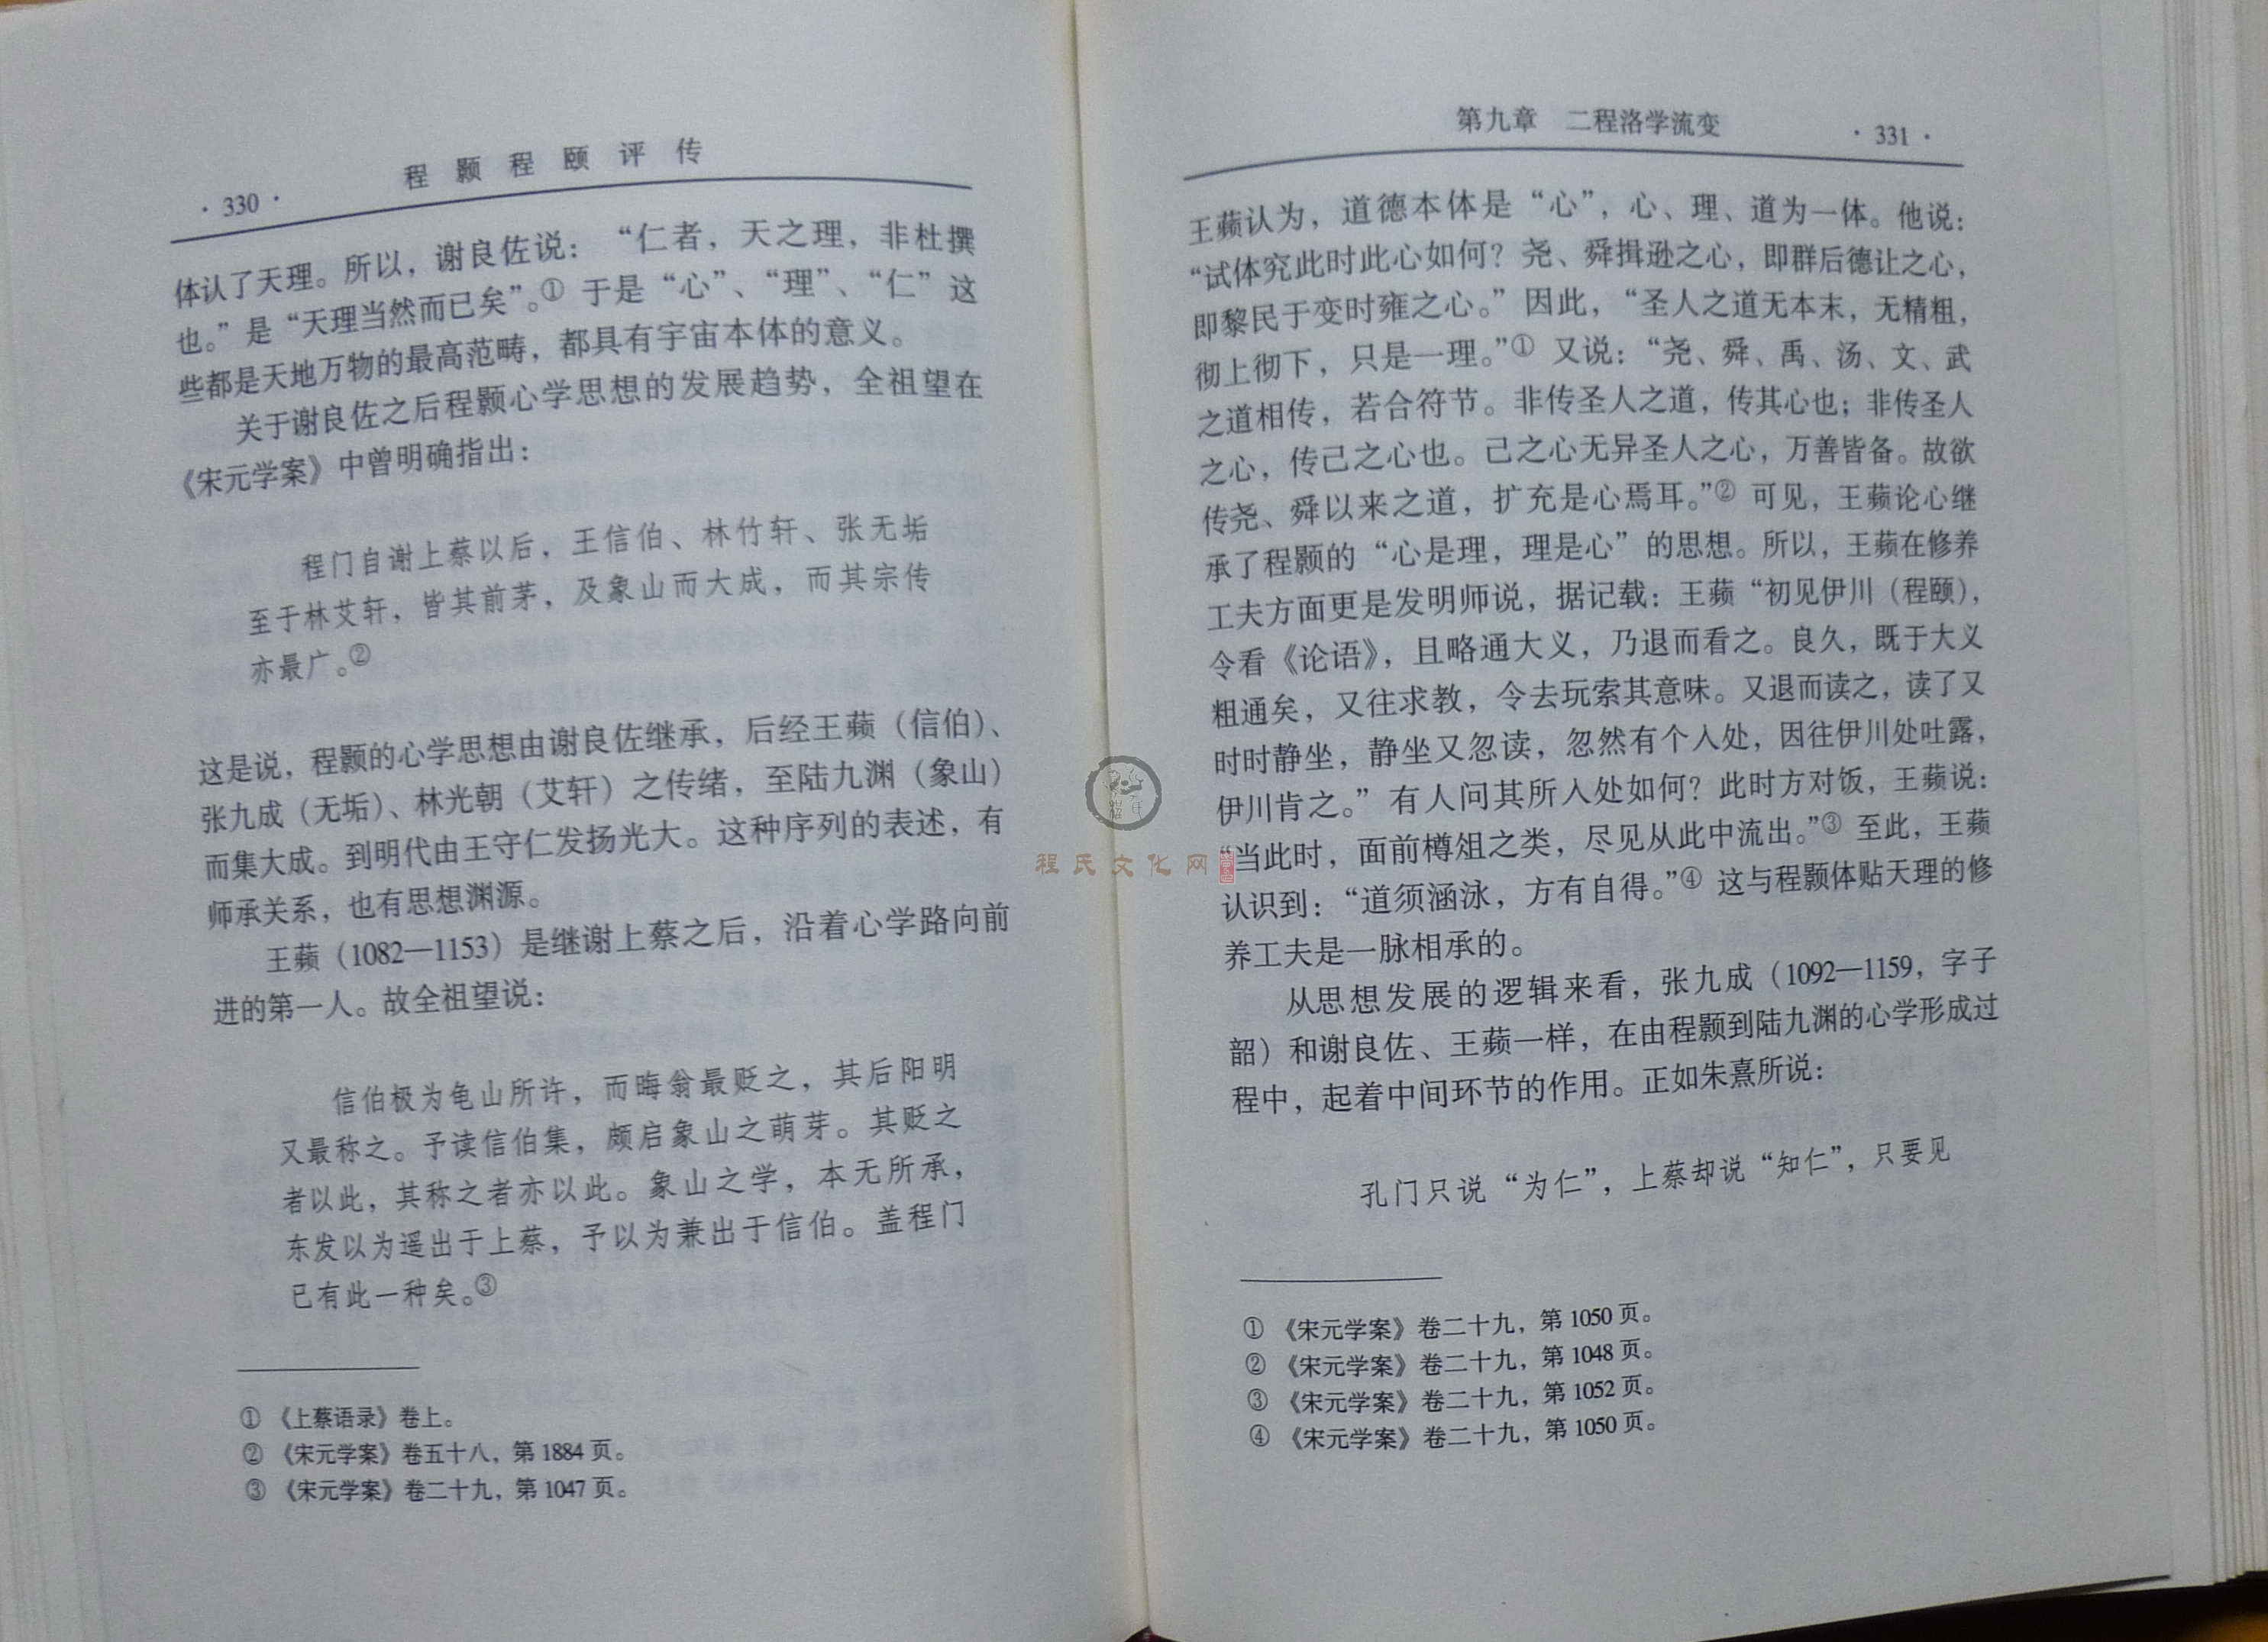 · 330 ·
程颢程颐评传
体认了天理。所以，谢良佐说：“仁者，天之理，非杜撰
也。”是“天理当然而已矣”。① 于是“心”、“理”、“仁”这
些都是天地万物的最高范畴，都具有宇宙本体的意义。
关于谢良佐之后程颢心学思想的发展趋势，全祖望在
《宋元学案》中曾明确指出：
程门自谢上蔡以后，王信伯、林竹轩、张无垢
至于林艾轩，皆其前茅，及象山而大成，而其宗传
亦最广。②
这是说，程颢的心学思想由谢良佐继承，后经王蘋（信伯）、
张九成（无垢）、林光朝（艾轩）之传绪，至陆九渊（象山）
而集大成。到明代由王守仁发扬光大。这种序列的表述，有
师承关系，也有思想渊源。
王蘋（1082—1153）是继谢上蔡之后，沿着心学路向前
进的第一人。故全祖望说：
信伯极为龟山所许，而晦翁最贬之，其后阳明
又最称之。予读信伯集，颇启象山之萌芽。其贬之
者以此，其称之者亦以此。象山之学，本无所承，
东发以为遥出于上蔡，予以为兼出于信伯。盖程门
已有此一种矣。③
① 《上蔡语录》卷上。
② 《宋元学案》卷五十八，第 1884 页。
③ 《宋元学案》卷二十九，第 1047 页。
第九章　二程洛学流变
· 331 ·
王蘋认为，道德本体是“心”，心、理、道为一体。他说：
“试体究此时此心如何？尧、舜揖逊之心，即群后德让之心，
即黎民于变时雍之心。”因此，“圣人之道无本末，无精粗，
彻上彻下，只是一理。”① 又说：“尧、舜、禹、汤、文、武
之道相传，若合符节。非传圣人之道，传其心也；非传圣人
之心，传己之心也。己之心无异圣人之心，万善皆备。故欲
传尧、舜以来之道，扩充是心焉耳。”② 可见，王蘋论心继
承了程颢的“心是理，理是心”的思想。所以，王蘋在修养
工夫方面更是发明师说，据记载：王蘋“初见伊川（程颐），
令看《论语》，且略通大义，乃退而看之。良久，既于大义
粗通矣，又往求教，令去玩索其意味。又退而读之，读了又
时时静坐，静坐又忽读，忽然有个入处，因往伊川处吐露，
伊川肯之。”有人问其所入处如何？此时方对饭，王蘋说：
“当此时，面前樽俎之类，尽见从此中流出。”③ 至此，王蘋
认识到：“道须涵泳，方有自得。”④ 这与程颢体贴天理的修
养工夫是一脉相承的。
从思想发展的逻辑来看，张九成（1092—1159，字子
韶）和谢良佐、王蘋一样，在由程颢到陆九渊的心学形成过
程中，起着中间环节的作用。正如朱熹所说：
孔门只说“为仁”，上蔡却说“知仁”，只要见
① 《宋元学案》卷二十九，第 1050 页。
② 《宋元学案》卷二十九，第 1048 页。
③ 《宋元学案》卷二十九，第 1052 页。
④ 《宋元学案》卷二十九，第 1050 页。
程氏文化网